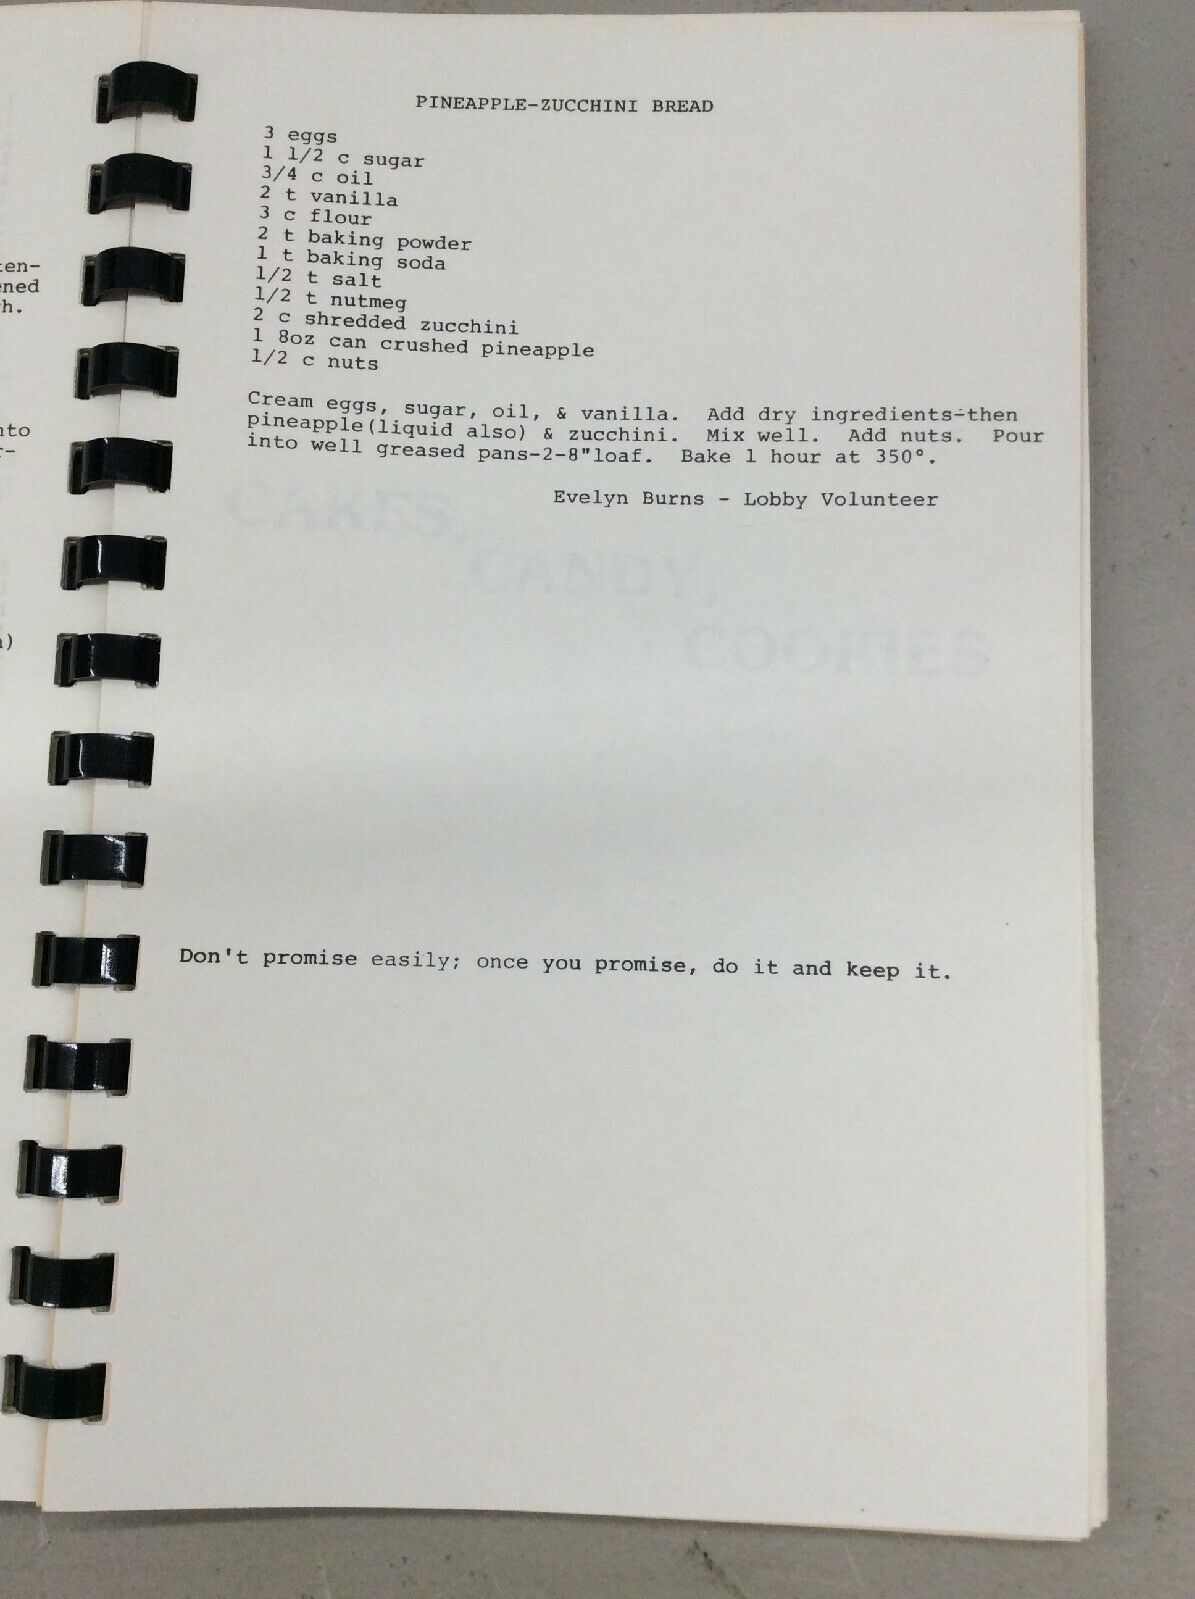 PINEAPPLE-ZUCCHINI BREAD
3 eggs
1 1/2 c sugar
3/4 c oil
2 t vanilla
3 c flour
2 t baking powder
1 t baking soda
1/2 t salt
1/2 t nutmeg
2 c shredded zucchini
1 8oz can crushed pineapple
1/2 c nuts
Cream eggs, sugar, oil, & vanilla. Add dry ingredients-then
pineapple(liquid also) & zucchini. Mix well. Add nuts. Pour
into well greased pans-2-8"loaf. Bake 1 hour at 350°.
Evelyn Burns - Lobby Volunteer
CAKES,
CANDY,
COOKIES
Don't promise easily; once you promise, do it and keep it.